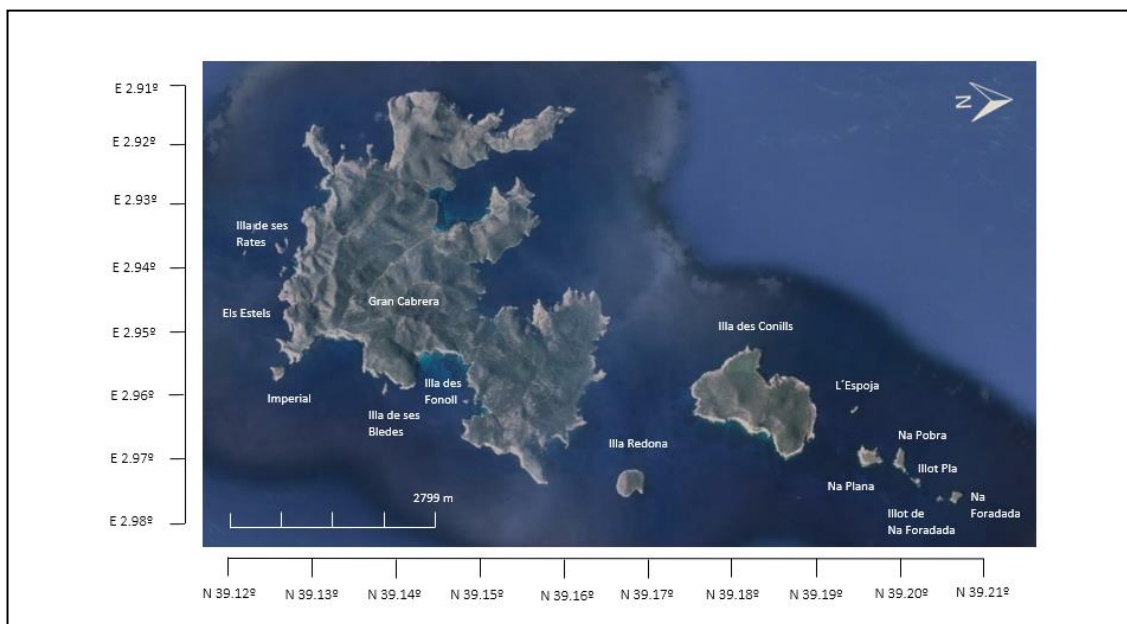 E 2.91º
E 2.92º
E 2.93º
E 2.94º
E 2.95º
E 2.96º
E 2.97º
E 2.98º
N
Illa de ses
Rates
Els Estels
Gran Cabrera
Imperial
Illa des
Fonoll
Illa de ses
Bledes
Illa des Conills
L´Espoja
Illa Redona
Na Pobra
Illot Pla
Na Plana
Na
Foradada
Illot de
Na Foradada
2799 m
N 39.12º
N 39.13º
N 39.14º
N 39.15º
N 39.16º
N 39.17º
N 39.18º
N 39.19º
N 39.20º
N 39.21º